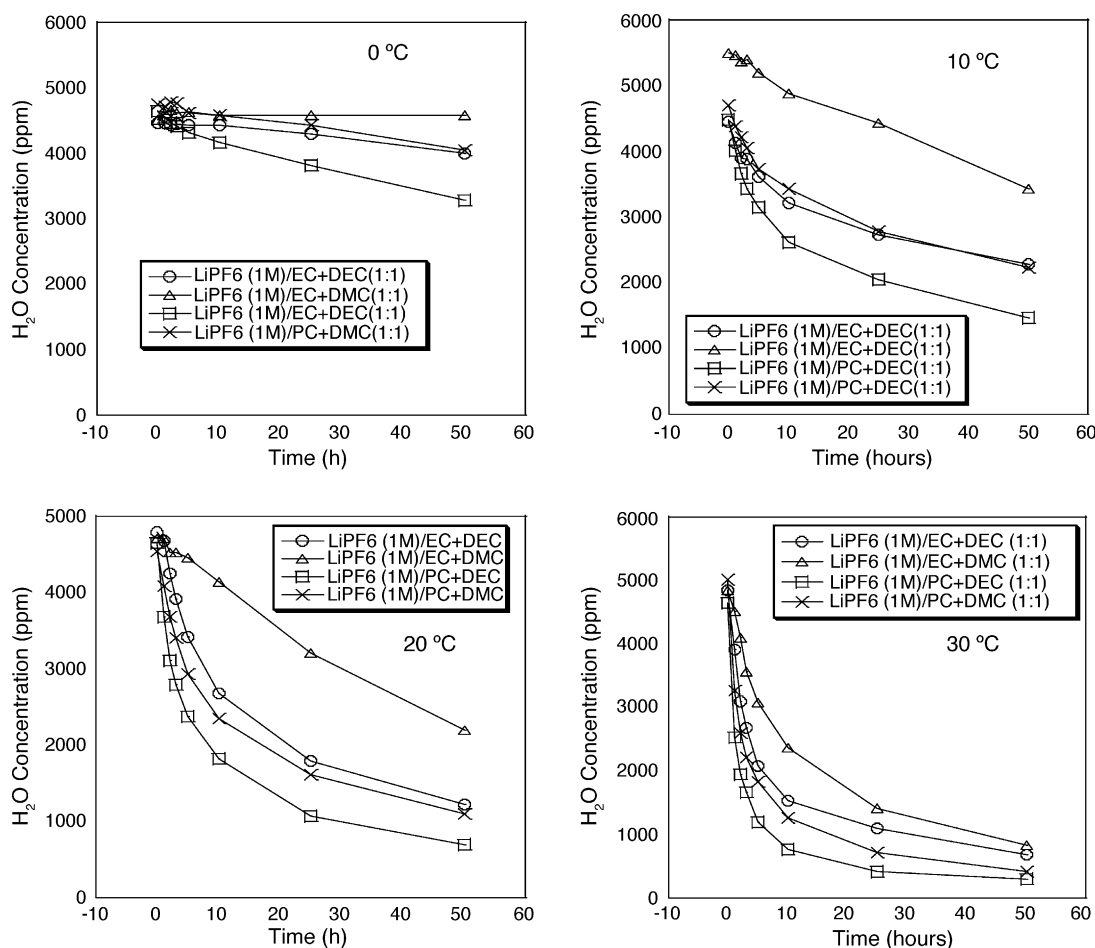 6000
5000
4000
3000
2000
1000
0
-10 0 10 20 30 40 50 60
H2O Concentration (ppm)
Time (h)
0 ºC
LiPF6 (1M)/EC+DEC(1:1)
LiPF6 (1M)/EC+DMC(1:1)
LiPF6 (1M)/EC+DEC(1:1)
LiPF6 (1M)/PC+DMC(1:1)
6000
5000
4000
3000
2000
1000
0
-10 0 10 20 30 40 50 60
H2O Concentration (ppm)
Time (hours)
10 ºC
LiPF6 (1M)/EC+DEC(1:1)
LiPF6 (1M)/EC+DEC(1:1)
LiPF6 (1M)/PC+DEC(1:1)
LiPF6 (1M)/PC+DEC(1:1)
5000
4000
3000
2000
1000
0
-10 0 10 20 30 40 50 60
H2O Concentration (ppm)
Time (h)
20 ºC
LiPF6 (1M)/EC+DEC
LiPF6 (1M)/EC+DMC
LiPF6 (1M)/PC+DEC
LiPF6 (1M)/PC+DMC
6000
5000
4000
3000
2000
1000
0
-10 0 10 20 30 40 50 60
H2O Concentration (ppm)
Time (hours)
30 ºC
LiPF6 (1M)/EC+DEC (1:1)
LiPF6 (1M)/EC+DMC (1:1)
LiPF6 (1M)/PC+DEC (1:1)
LiPF6 (1M)/PC+DMC (1:1)